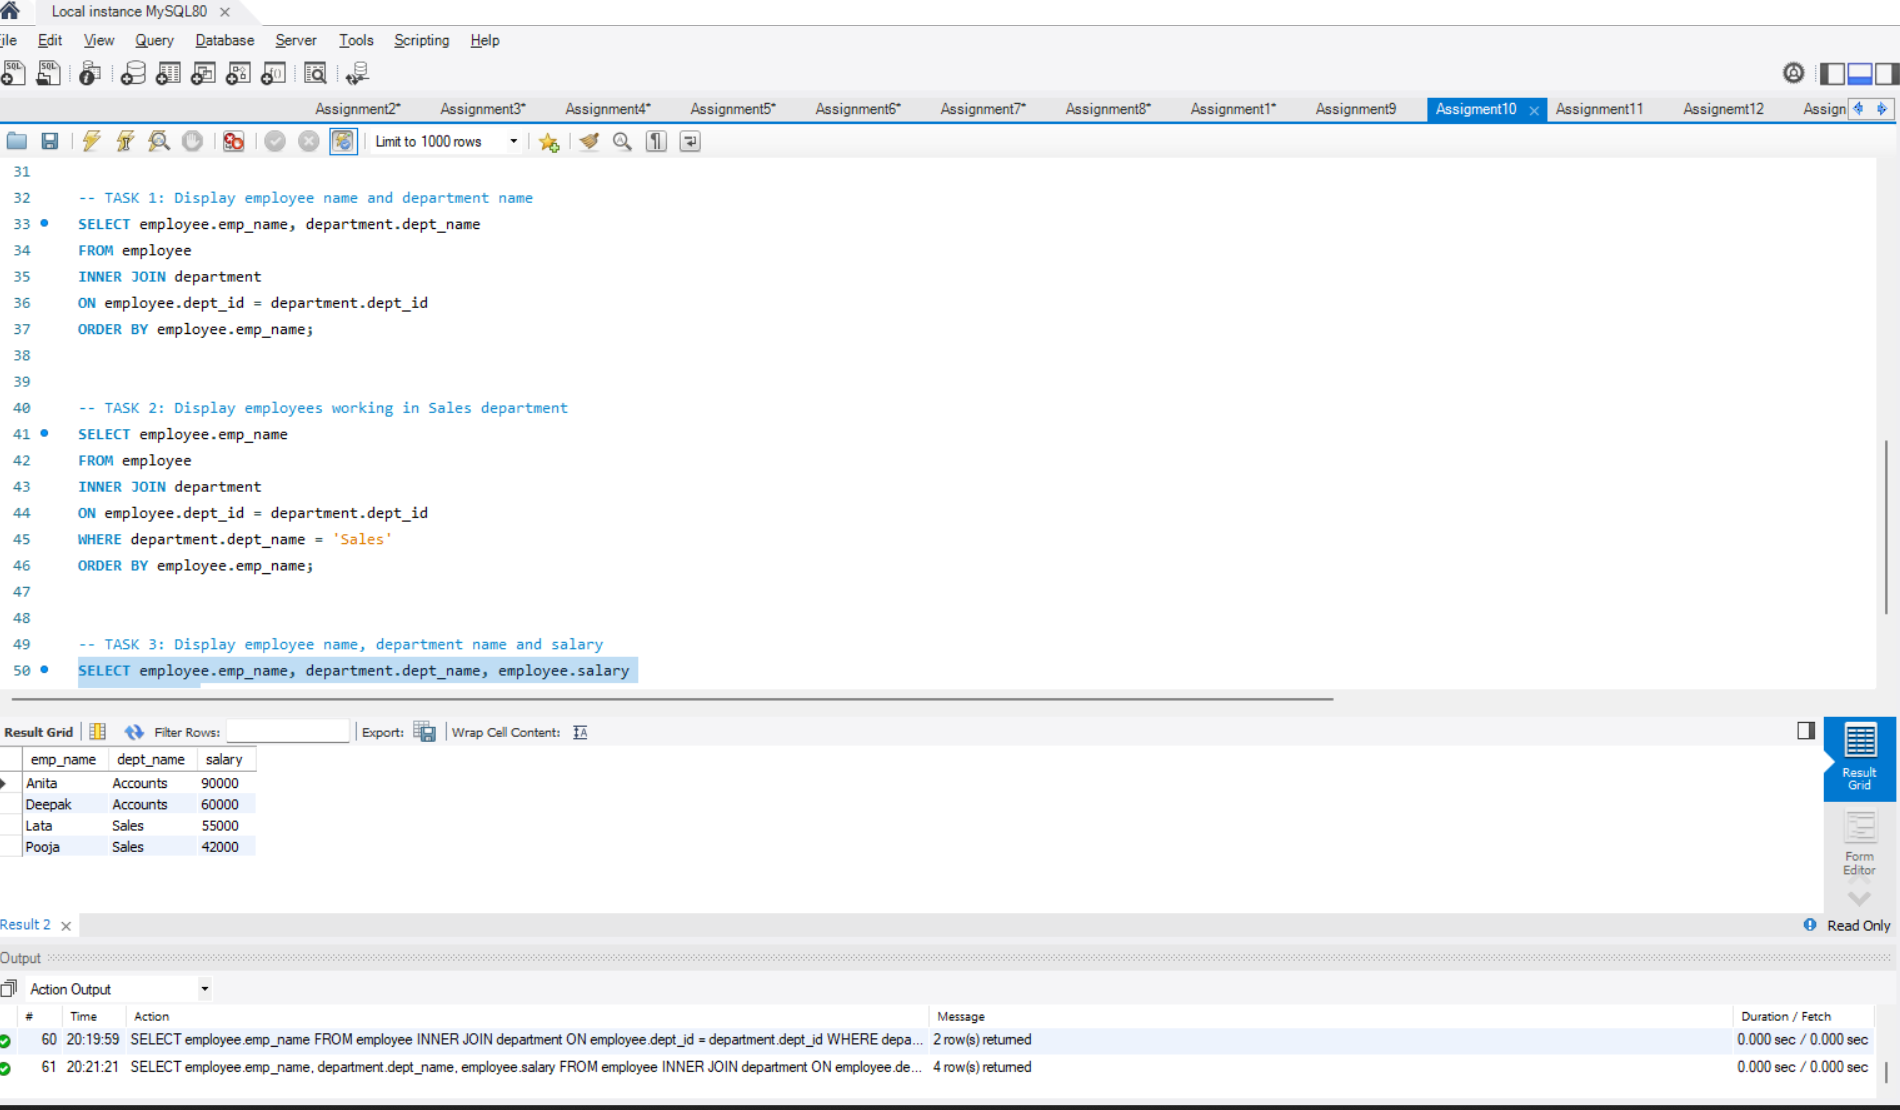 Local instance MySQL80
ile Edit View Query Database Server Tools Scripting Help
Assignment2* Assignment3* Assignment4* Assignment5* Assignment6* Assignment7* Assignment8* Assignment1* Assignment9 Assigment10 Assignment11 Assignemt12 Assign
Limit to 1000 rows
31
32 -- TASK 1: Display employee name and department name
33 SELECT employee.emp_name, department.dept_name
34 FROM employee
35 INNER JOIN department
36 ON employee.dept_id = department.dept_id
37 ORDER BY employee.emp_name;
38
39
40 -- TASK 2: Display employees working in Sales department
41 SELECT employee.emp_name
42 FROM employee
43 INNER JOIN department
44 ON employee.dept_id = department.dept_id
45 WHERE department.dept_name = 'Sales'
46 ORDER BY employee.emp_name;
47
48
49 -- TASK 3: Display employee name, department name and salary
50 SELECT employee.emp_name, department.dept_name, employee.salary
Result Grid Filter Rows: Export: Wrap Cell Content:
emp_name dept_name salary
Anita Accounts 90000
Deepak Accounts 60000
Lata Sales 55000
Pooja Sales 42000
Result
Grid
Form
Editor
Result 2
Read Only
Output
Action Output
# Time Action Message Duration / Fetch
60 20:19:59 SELECT employee.emp_name FROM employee INNER JOIN department ON employee.dept_id = department.dept_id WHERE depa... 2 row(s) returned 0.000 sec / 0.000 sec
61 20:21:21 SELECT employee.emp_name, department.dept_name, employee.salary FROM employee INNER JOIN department ON employee.de... 4 row(s) returned 0.000 sec / 0.000 sec